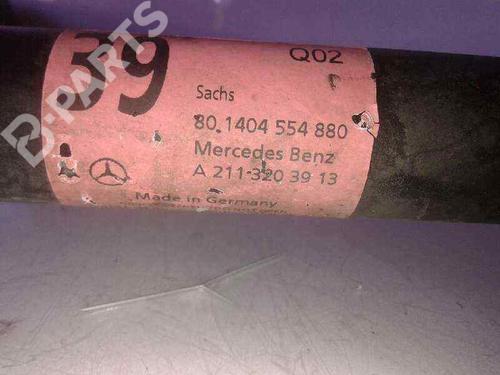 39
Q02
Sachs
80.1404 554 880
Mercedes Benz
A 211 320 39 13
Made in Germany
B-PARTS